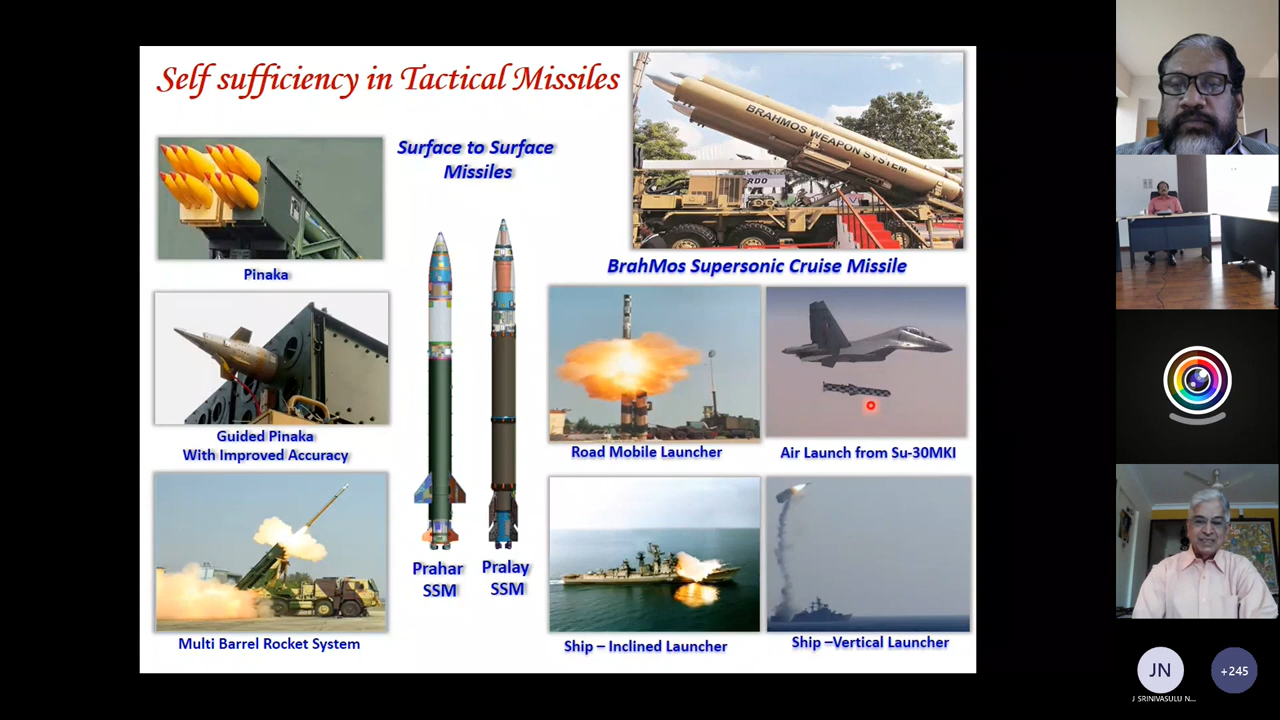 Self sufficiency in Tactical Missiles
Surface to Surface
Missiles
BRAHMOS WEAPON SYSTEM
RDO
BrahMos Supersonic Cruise Missile
Pinaka
Guided Pinaka
With Improved Accuracy
Multi Barrel Rocket System
Prahar
SSM
Pralay
SSM
Road Mobile Launcher
Air Launch from Su-30MKI
Ship – Inclined Launcher
Ship –Vertical Launcher
JN
+245
J SRINIVASULU N...